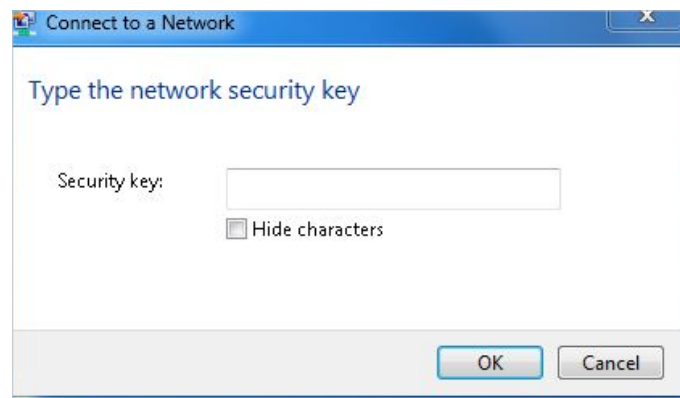 Connect to a Network
X
Type the network security key
Security key:
Hide characters
OK
Cancel